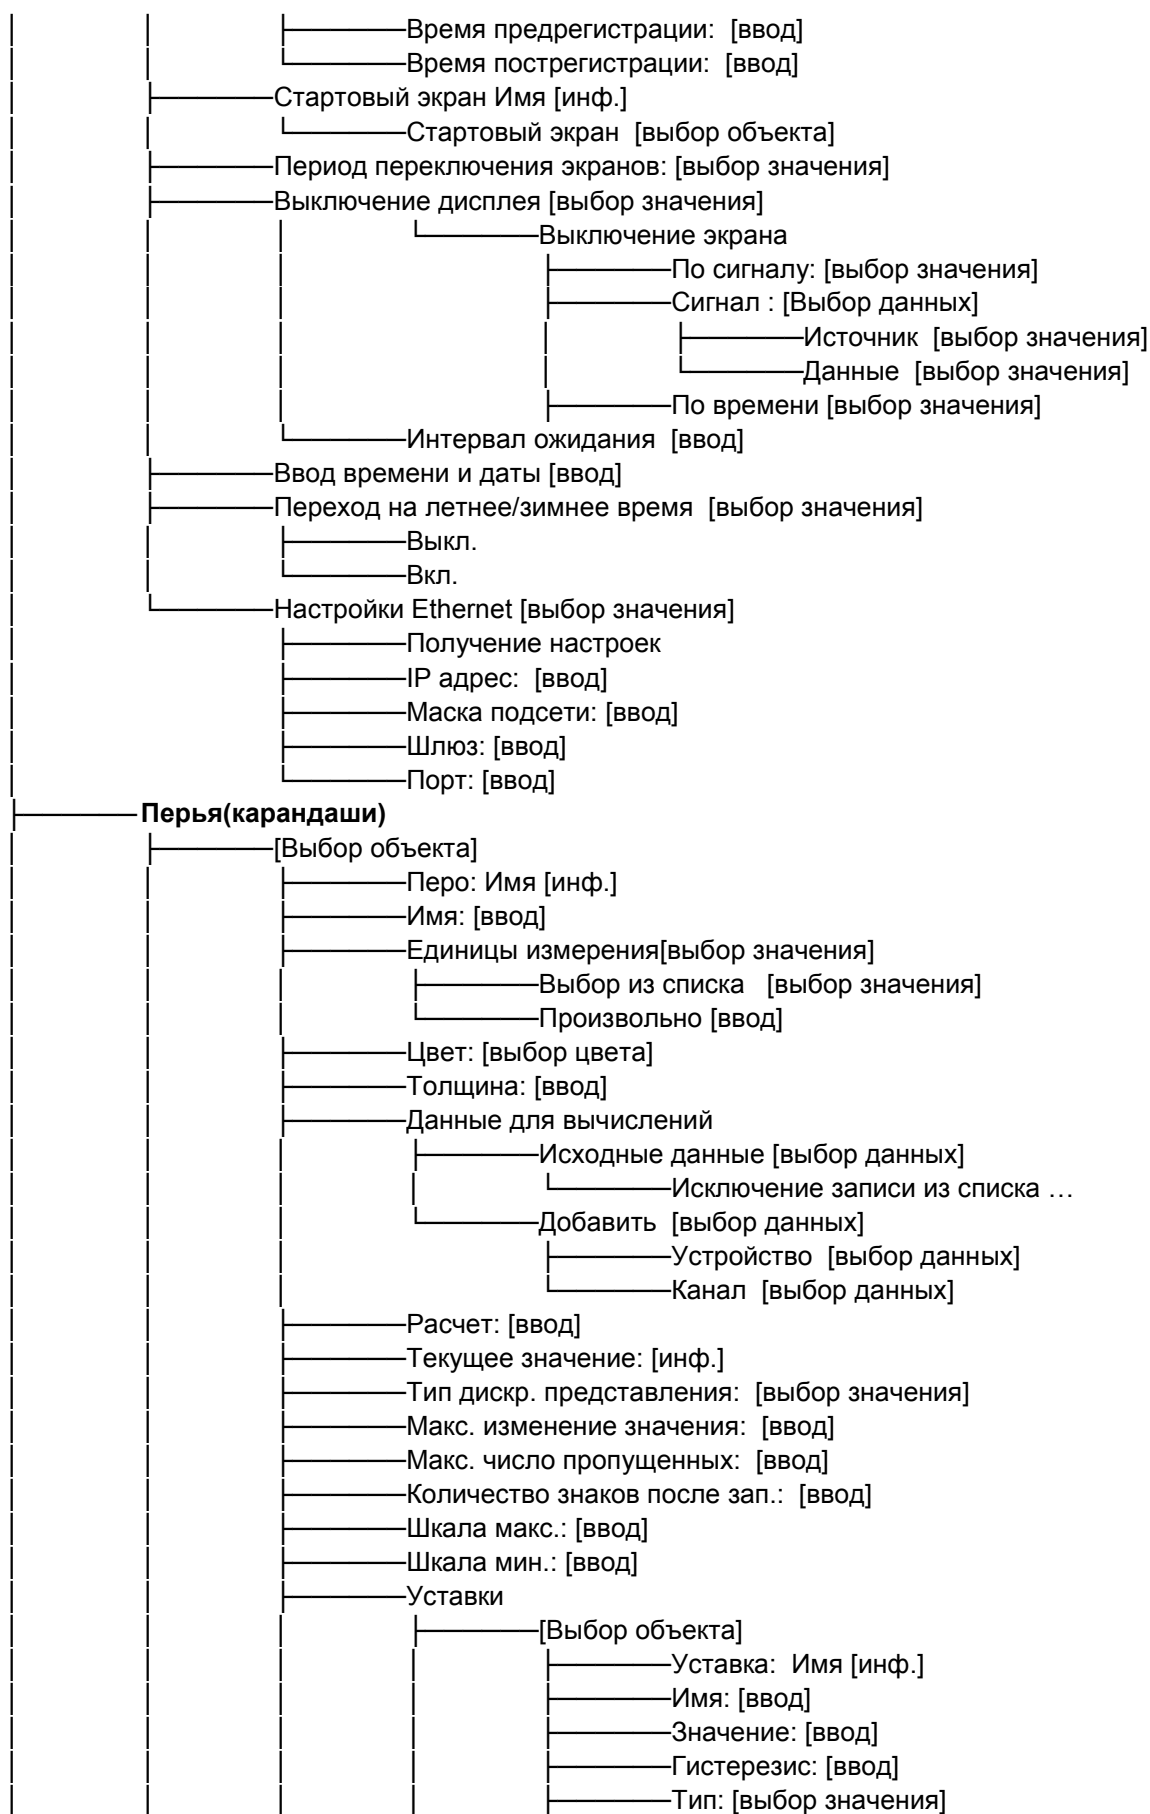 Время предрегистрации: [ввод]
Время пострегистрации: [ввод]
Стартовый экран Имя [инф.]
Стартовый экран [выбор объекта]
Период переключения экранов: [выбор значения]
Выключение дисплея [выбор значения]
Выключение экрана
По сигналу: [выбор значения]
Сигнал : [Выбор данных]
Источник [выбор значения]
Данные [выбор значения]
По времени [выбор значения]
Интервал ожидания [ввод]
Ввод времени и даты [ввод]
Переход на летнее/зимнее время [выбор значения]
Выкл.
Вкл.
Настройки Ethernet [выбор значения]
Получение настроек
IP адрес: [ввод]
Маска подсети: [ввод]
Шлюз: [ввод]
Порт: [ввод]
Перья(карандаши)
[Выбор объекта]
Перо: Имя [инф.]
Имя: [ввод]
Единицы измерения[выбор значения]
Выбор из списка [выбор значения]
Произвольно [ввод]
Цвет: [выбор цвета]
Толщина: [ввод]
Данные для вычислений
Исходные данные [выбор данных]
Исключение записи из списка …
Добавить [выбор данных]
Устройство [выбор данных]
Канал [выбор данных]
Расчет: [ввод]
Текущее значение: [инф.]
Тип дискр. представления: [выбор значения]
Макс. изменение значения: [ввод]
Макс. число пропущенных: [ввод]
Количество знаков после зап.: [ввод]
Шкала макс.: [ввод]
Шкала мин.: [ввод]
Уставки
[Выбор объекта]
Уставка: Имя [инф.]
Имя: [ввод]
Значение: [ввод]
Гистерезис: [ввод]
Тип: [выбор значения]